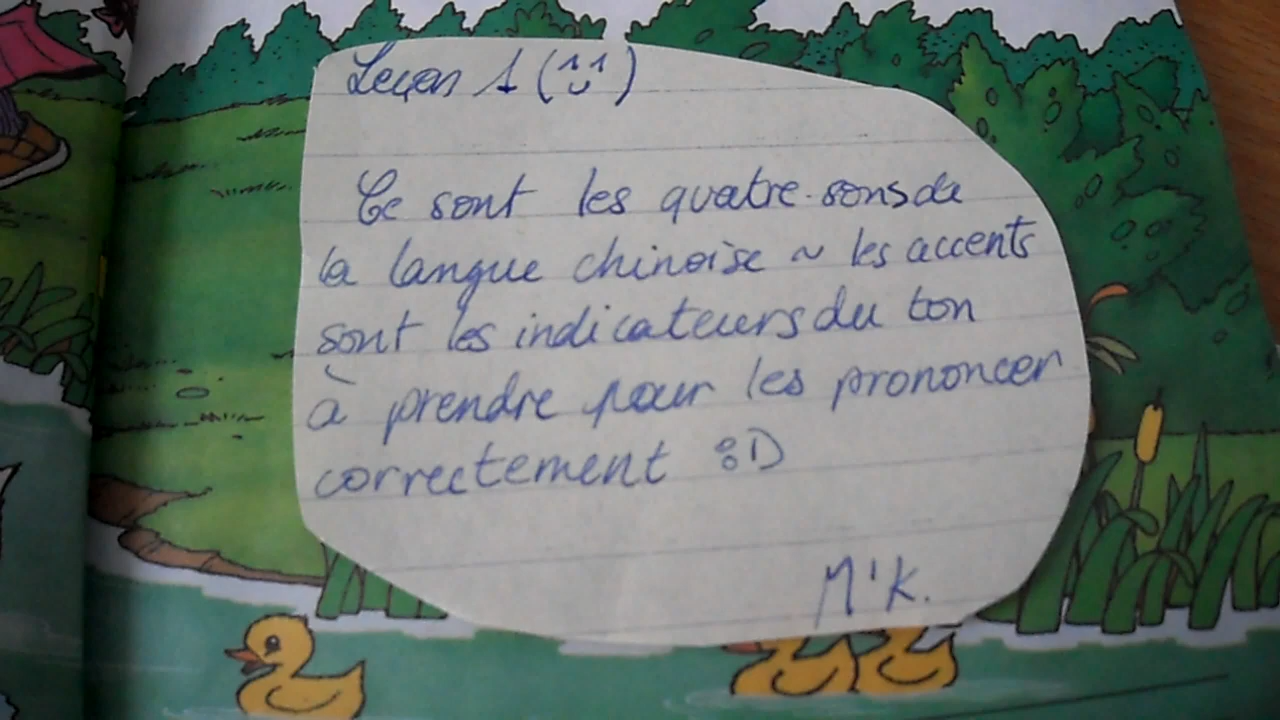 Leçon 1 (^‿^)
Ce sont les quatre sons de
la langue chinoise ~ les accents
sont les indicateurs du ton
à prendre pour les prononcer
correctement :D
M'K.